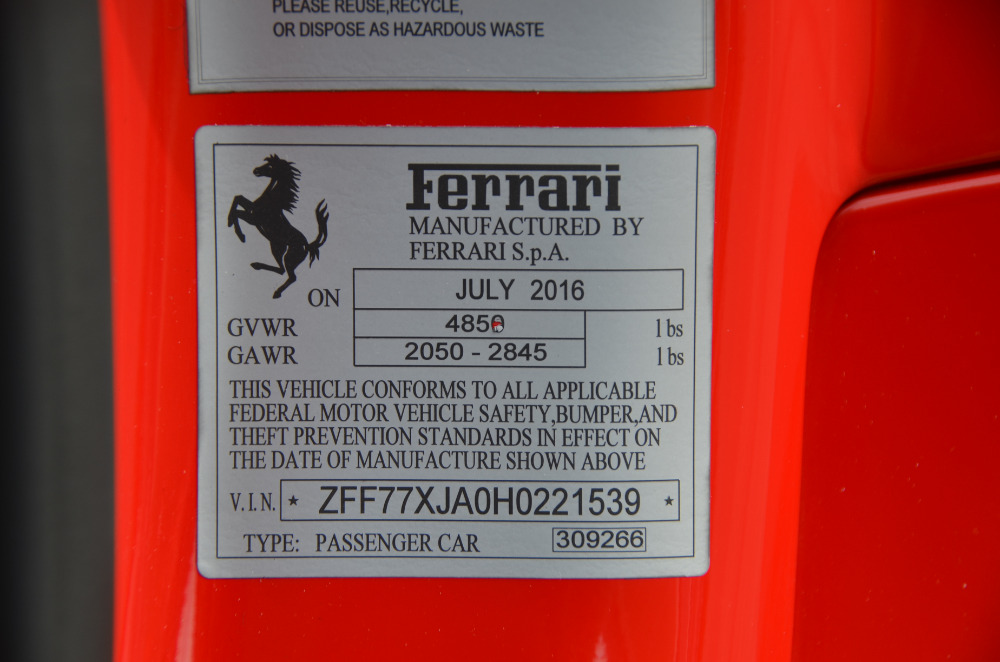 PLEASE REUSE,RECYCLE,
OR DISPOSE AS HAZARDOUS WASTE
Ferrari
MANUFACTURED BY
FERRARI S.p.A.
ON JULY 2016
GVWR 4850 lbs
GAWR 2050 - 2845 lbs
THIS VEHICLE CONFORMS TO ALL APPLICABLE
FEDERAL MOTOR VEHICLE SAFETY,BUMPER,AND
THEFT PREVENTION STANDARDS IN EFFECT ON
THE DATE OF MANUFACTURE SHOWN ABOVE
V.I.N. * ZFF77XJA0H0221539 *
TYPE: PASSENGER CAR 309266